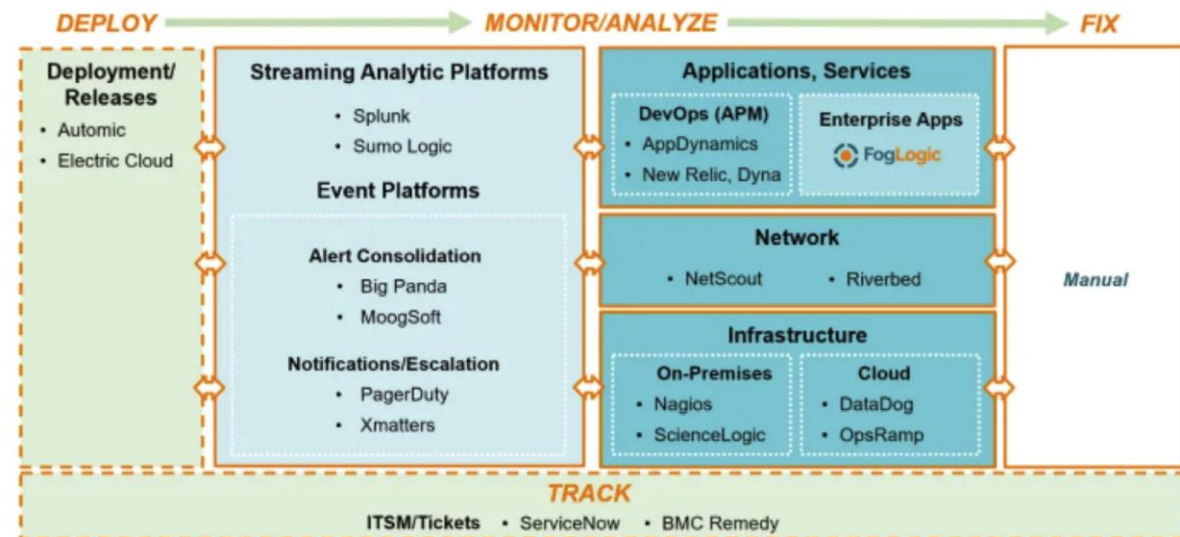 DEPLOY
MONITOR/ANALYZE
FIX
Deployment/
Releases
• Automic
• Electric Cloud
Streaming Analytic Platforms
• Splunk
• Sumo Logic
Event Platforms
Alert Consolidation
• Big Panda
• MoogSoft
Notifications/Escalation
• PagerDuty
• Xmatters
Applications, Services
DevOps (APM)
• AppDynamics
• New Relic, Dyna
Enterprise Apps
FogLogic
Network
• NetScout
• Riverbed
Infrastructure
On-Premises
• Nagios
• ScienceLogic
Cloud
• DataDog
• OpsRamp
Manual
TRACK
ITSM/Tickets • ServiceNow • BMC Remedy